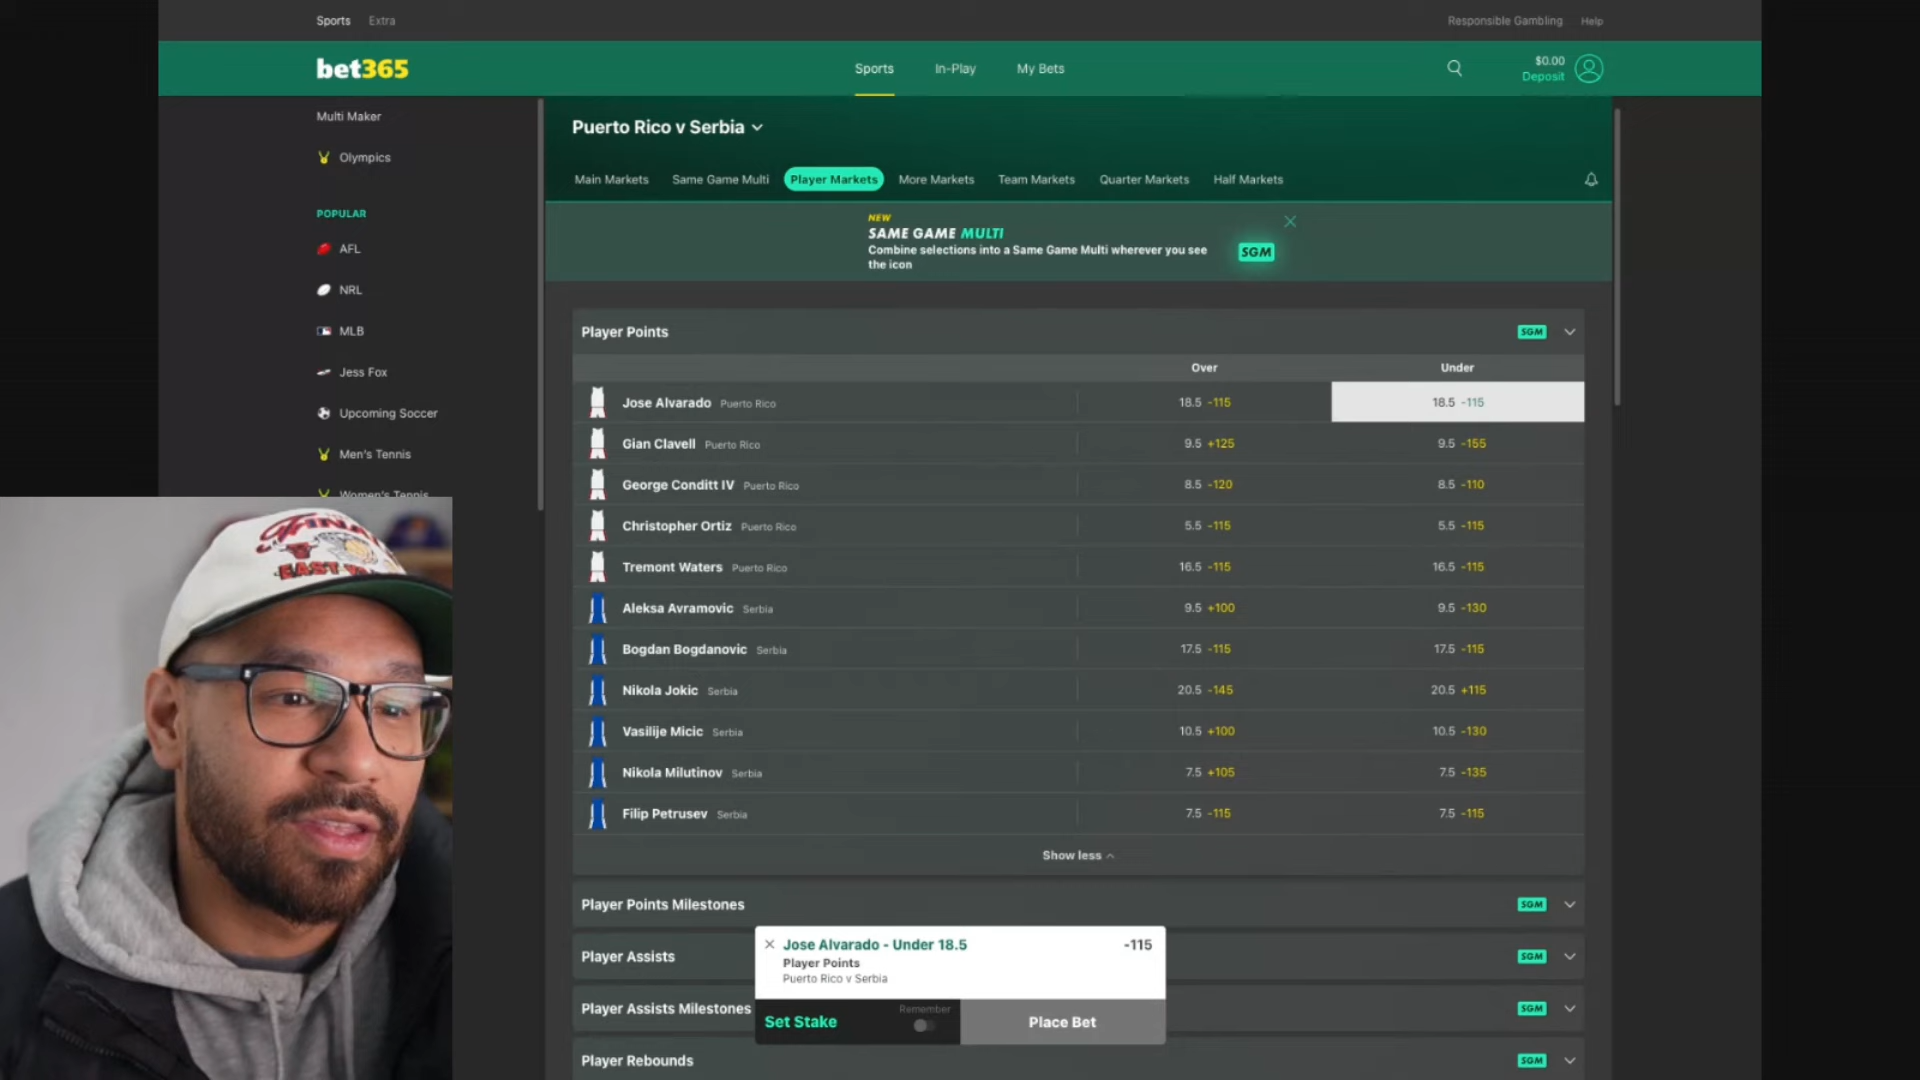 Sports Extra Responsible Gambling Help
bet365 Sports In-Play My Bets $0.00
Deposit
Multi Maker
Olympics
POPULAR
AFL
NRL
MLB
Jess Fox
Upcoming Soccer
Men's Tennis
Women's Tennis
Puerto Rico v Serbia
Main Markets Same Game Multi Player Markets More Markets Team Markets Quarter Markets Half Markets
NEW
SAME GAME MULTI
Combine selections into a Same Game Multi wherever you see
the icon
SGM
Player Points SGM
Over Under
Jose Alvarado Puerto Rico 18.5 -115 18.5 -115
Gian Clavell Puerto Rico 9.5 +125 9.5 -155
George Conditt IV Puerto Rico 8.5 -120 8.5 -110
Christopher Ortiz Puerto Rico 5.5 -115 5.5 -115
Tremont Waters Puerto Rico 16.5 -115 16.5 -115
Aleksa Avramovic Serbia 9.5 +100 9.5 -130
Bogdan Bogdanovic Serbia 17.5 -115 17.5 -115
Nikola Jokic Serbia 20.5 -145 20.5 +115
Vasilije Micic Serbia 10.5 +100 10.5 -130
Nikola Milutinov Serbia 7.5 +105 7.5 -135
Filip Petrusev Serbia 7.5 -115 7.5 -115
Show less
Player Points Milestones SGM
Player Assists SGM
Player Assists Milestones SGM
Player Rebounds SGM
Jose Alvarado - Under 18.5 -115
Player Points
Puerto Rico v Serbia
Set Stake Remember Place Bet